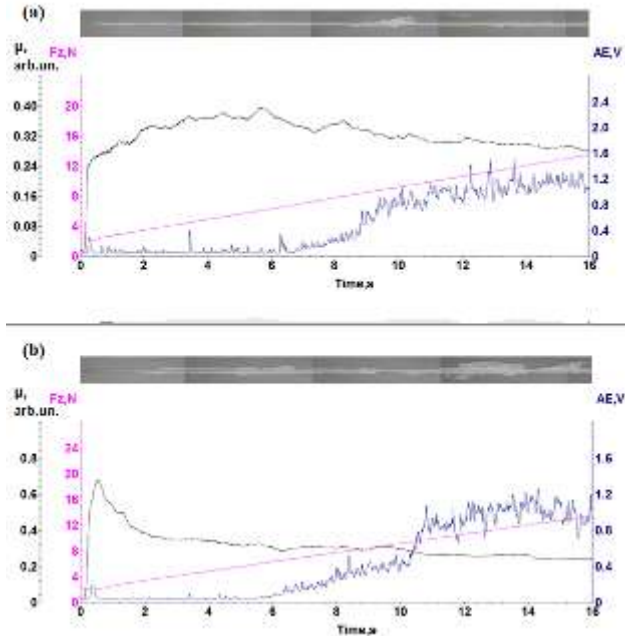 (a)
μ, arb.un. Fz,N AE,V
0.40 20 2.4
0.32 16 2.0
0.24 12 1.6
0.16 8 1.2
0.08 4 0.8
0 0 0.4
0
0 2 4 6 8 10 12 14 16
Time,s
(b)
μ, arb.un. Fz,N AE,V
24 1.6
0.8 20
0.6 16 1.2
0.4 12 0.8
0.2 8 0.4
0 4 0
0
0 2 4 6 8 10 12 14 16
Time,s